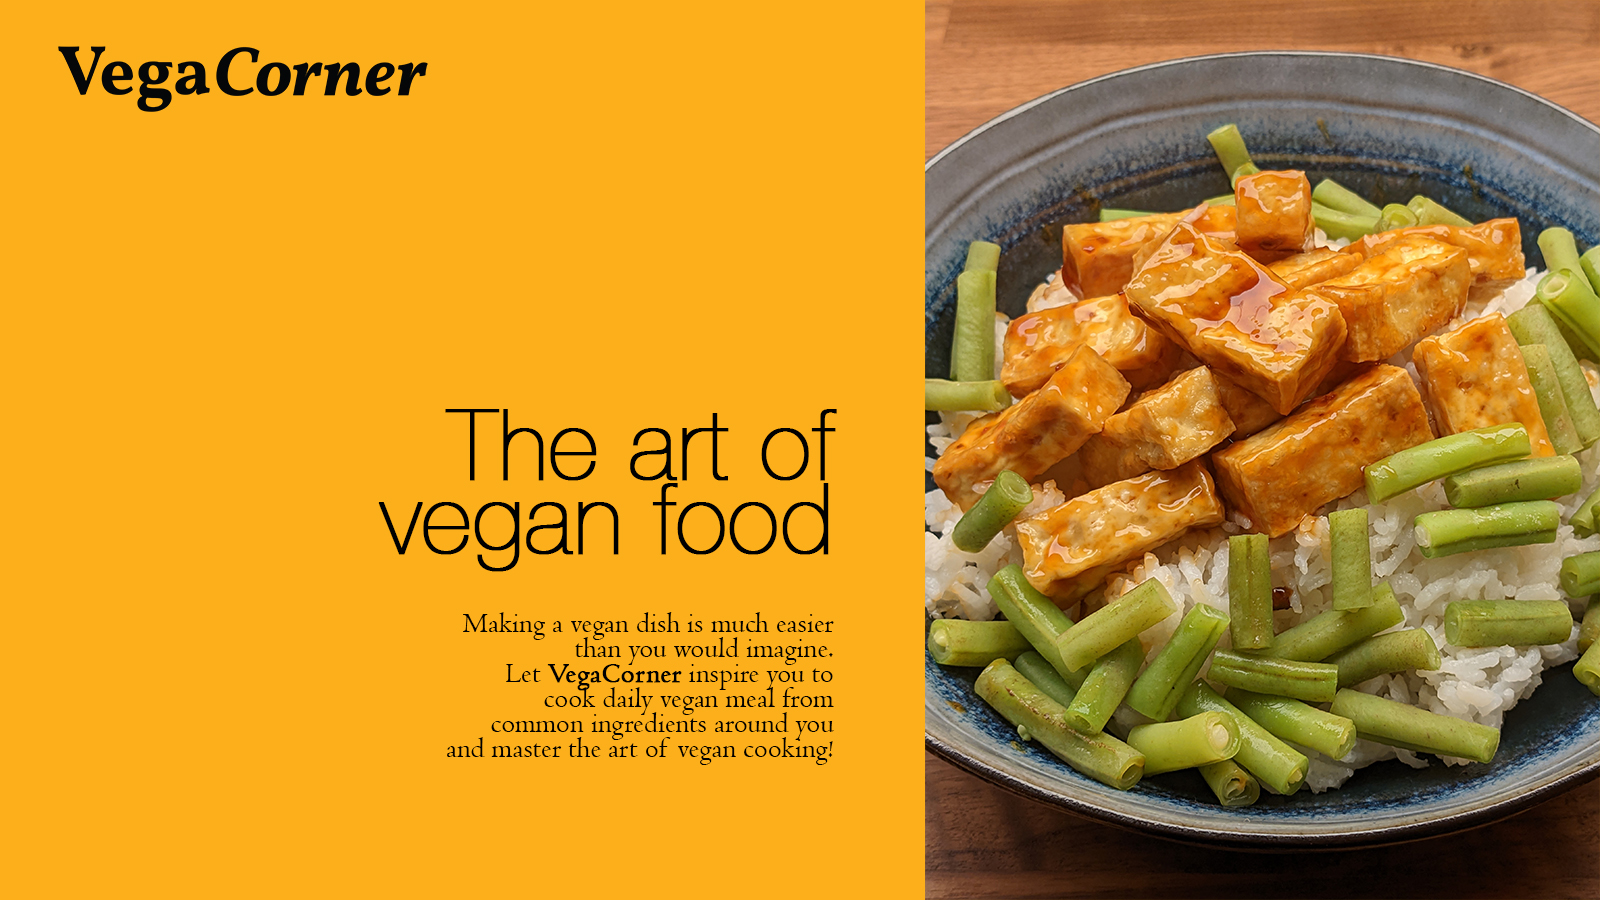 VegaCorner
The art of
vegan food
Making a vegan dish is much easier
than you would imagine.
Let VegaCorner inspire you to
cook daily vegan meal from
common ingredients around you
and master the art of vegan cooking!